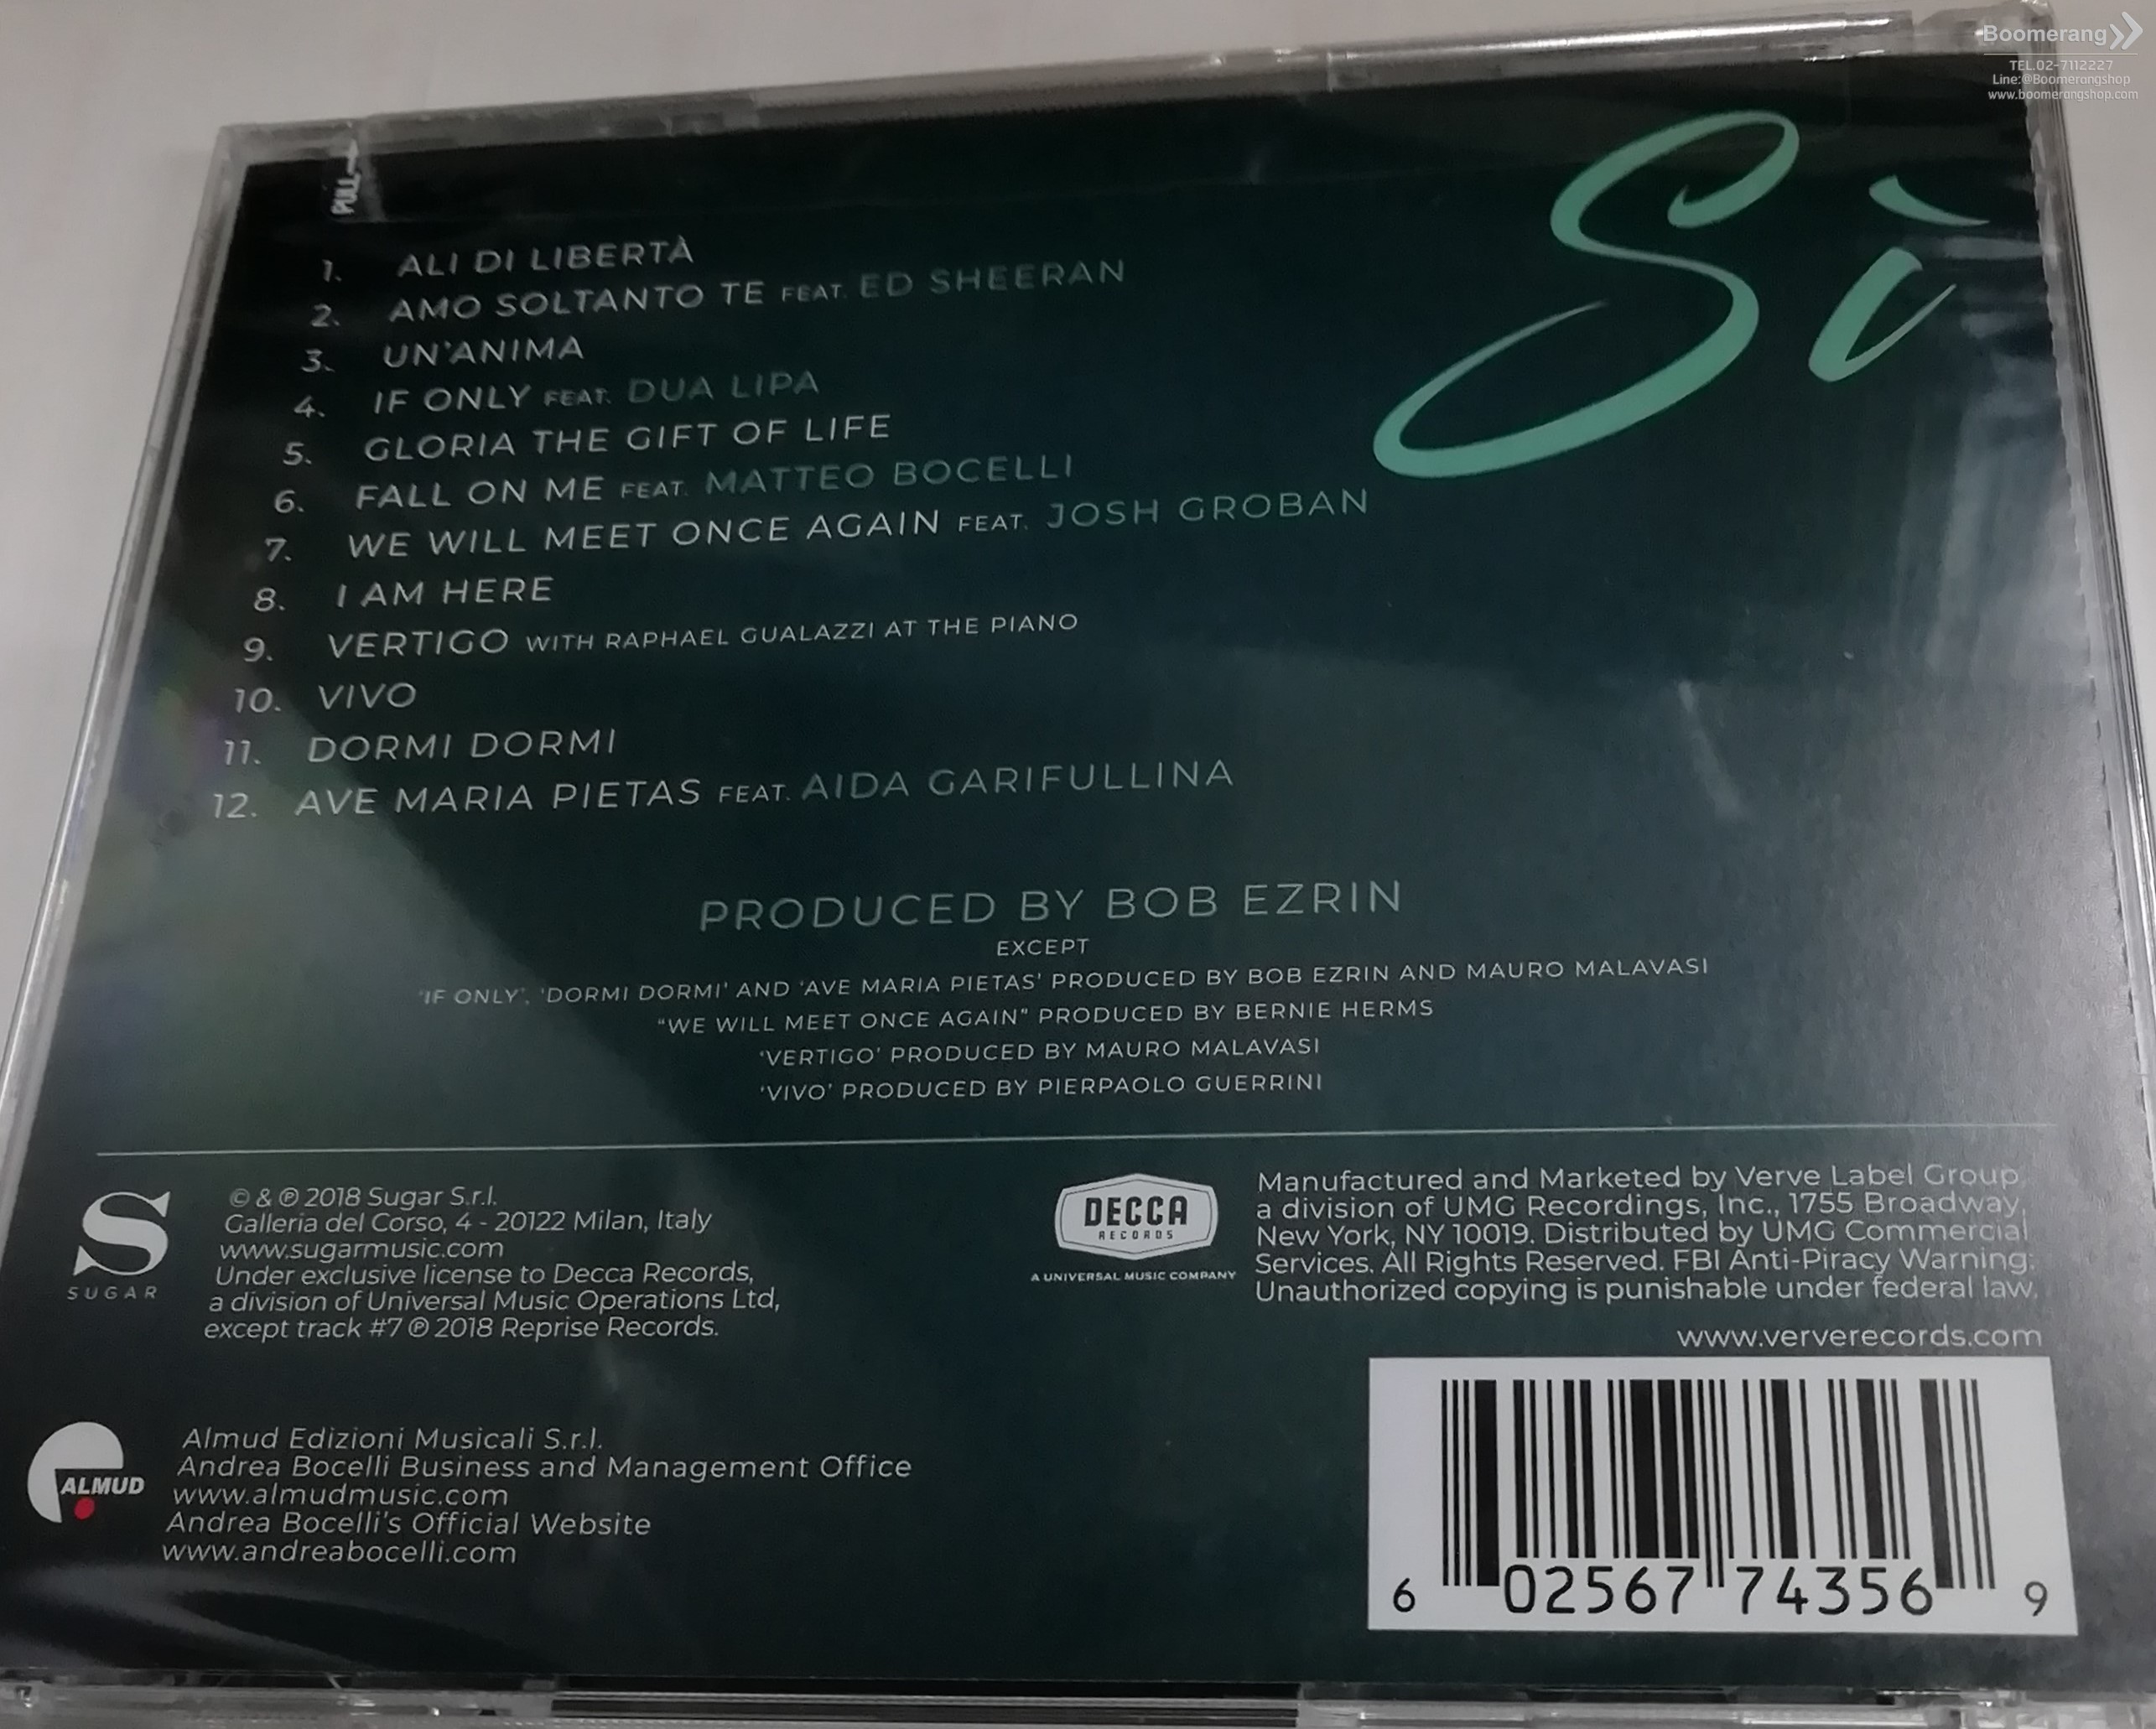 Boomerang
TEL.02-7112227
Line:@Boomerangshop
www.boomerangshop.com
PULL
Sì
1. ALI DI LIBERTÀ
2. AMO SOLTANTO TE FEAT. ED SHEERAN
3. UN'ANIMA
4. IF ONLY FEAT. DUA LIPA
5. GLORIA THE GIFT OF LIFE
6. FALL ON ME FEAT. MATTEO BOCELLI
7. WE WILL MEET ONCE AGAIN FEAT. JOSH GROBAN
8. I AM HERE
9. VERTIGO WITH RAPHAEL GUALAZZI AT THE PIANO
10. VIVO
11. DORMI DORMI
12. AVE MARIA PIETAS FEAT. AIDA GARIFULLINA
PRODUCED BY BOB EZRIN
EXCEPT
'IF ONLY', 'DORMI DORMI' AND 'AVE MARIA PIETAS' PRODUCED BY BOB EZRIN AND MAURO MALAVASI
"WE WILL MEET ONCE AGAIN" PRODUCED BY BERNIE HERMS
'VERTIGO' PRODUCED BY MAURO MALAVASI
'VIVO' PRODUCED BY PIERPAOLO GUERRINI
S
SUGAR
© & ℗ 2018 Sugar S.r.l.
Galleria del Corso, 4 - 20122 Milan, Italy
www.sugarmusic.com
Under exclusive license to Decca Records,
a division of Universal Music Operations Ltd,
except track #7 ℗ 2018 Reprise Records.
DECCA
RECORDS
A UNIVERSAL MUSIC COMPANY
Manufactured and Marketed by Verve Label Group,
a division of UMG Recordings, Inc., 1755 Broadway,
New York, NY 10019. Distributed by UMG Commercial
Services. All Rights Reserved. FBI Anti-Piracy Warning:
Unauthorized copying is punishable under federal law.
www.ververecords.com
ALMUD
Almud Edizioni Musicali S.r.l.
Andrea Bocelli Business and Management Office
www.almudmusic.com
Andrea Bocelli's Official Website
www.andreabocelli.com
6 02567 74356 9